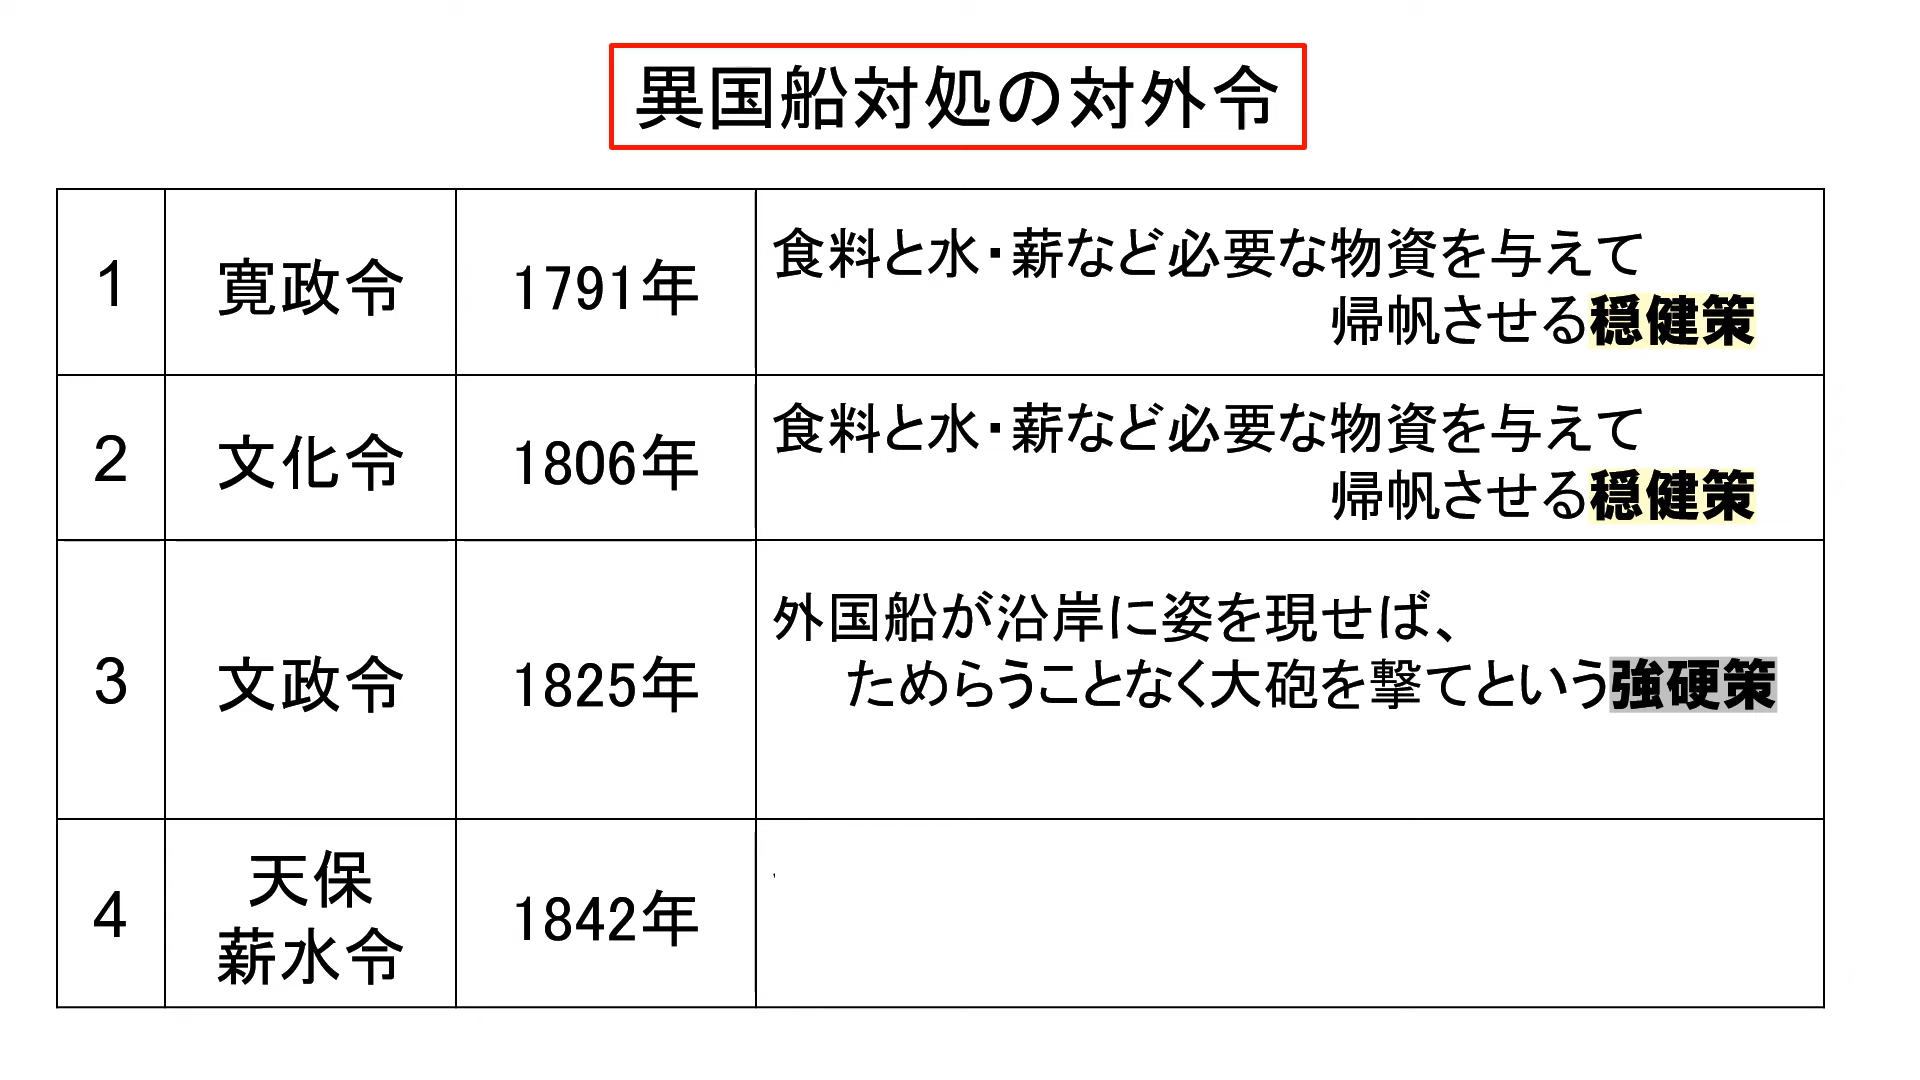 異国船対処の対外令
1
寛政令
1791年
食料と水・薪など必要な物資を与えて
帰帆させる穏健策
2
文化令
1806年
食料と水・薪など必要な物資を与えて
帰帆させる穏健策
3
文政令
1825年
外国船が沿岸に姿を現せば、
ためらうことなく大砲を撃てという強硬策
4
天保
薪水令
1842年